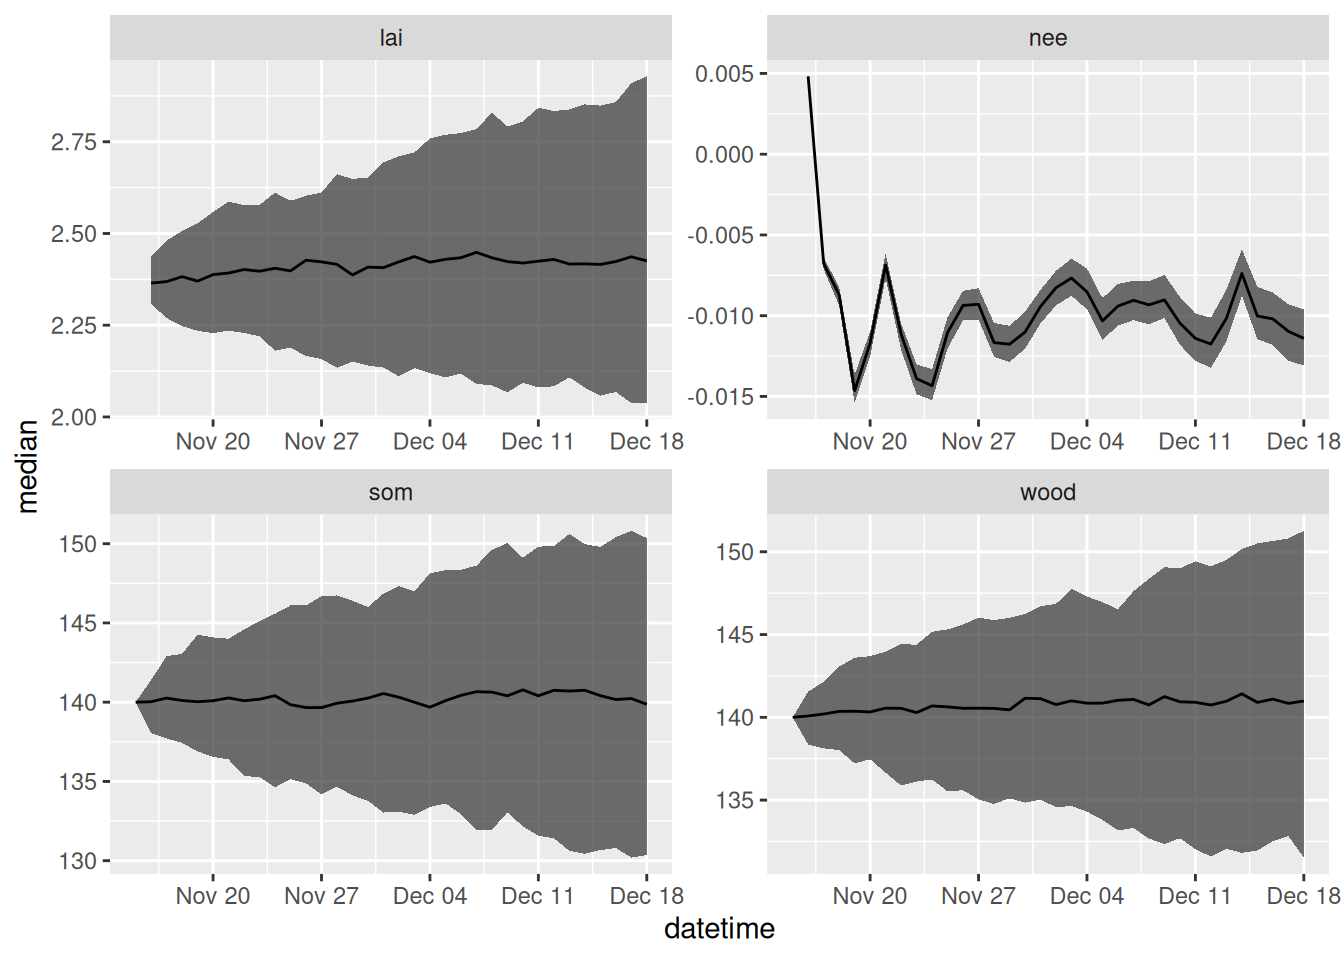 lai
nee
2.75
2.50
2.25
2.00
0.005
0.000
-0.005
-0.010
-0.015
Nov 20 Nov 27 Dec 04 Dec 11 Dec 18
Nov 20 Nov 27 Dec 04 Dec 11 Dec 18
median
som
wood
150
145
140
135
130
150
145
140
135
Nov 20 Nov 27 Dec 04 Dec 11 Dec 18
Nov 20 Nov 27 Dec 04 Dec 11 Dec 18
datetime